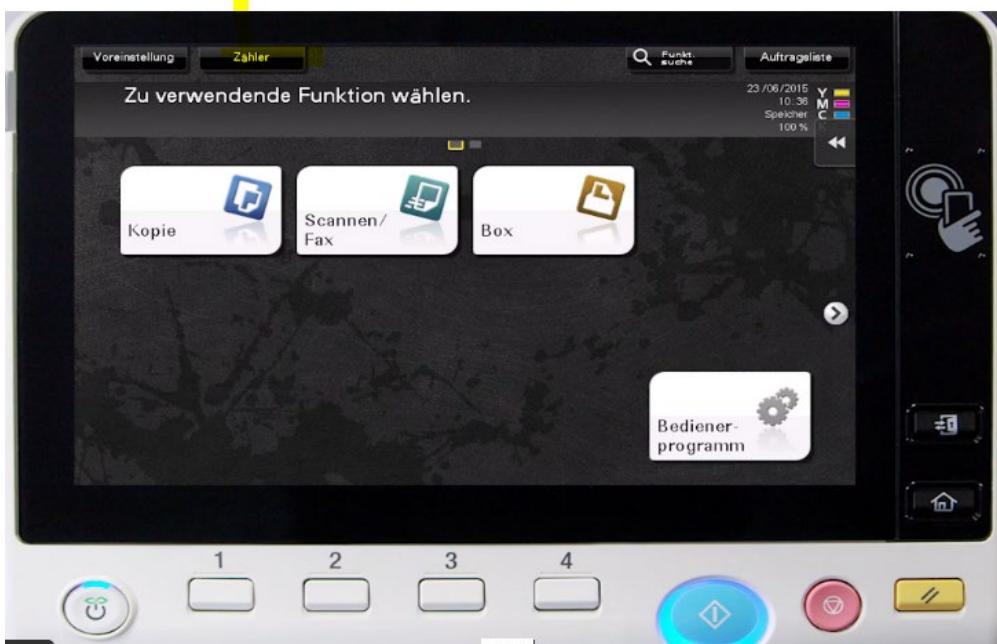 Voreinstellung
Zähler
Funkt.
suche
Auftragsliste
Zu verwendende Funktion wählen.
23/06/2015
10:36
Speicher
100 %
Y
M
C
K
Kopie
Scannen/
Fax
Box
Bediener-
programm
1 2 3 4